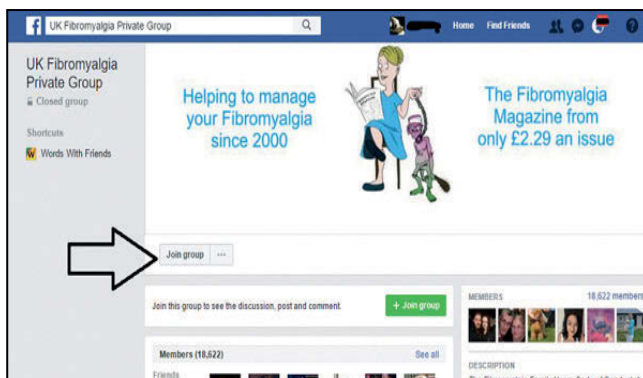 UK Fibromyalgia Private Group
Home Find Friends
UK Fibromyalgia
Private Group
Closed group
Shortcuts
Words With Friends
Helping to manage
your Fibromyalgia
since 2000
The Fibromyalgia
Magazine from
only £2.29 an issue
Join group
Join this group to see the discussion, post and comment.
+ Join group
Members (18,622)
See all
Friends
MEMBERS
18,622 members
DESCRIPTION